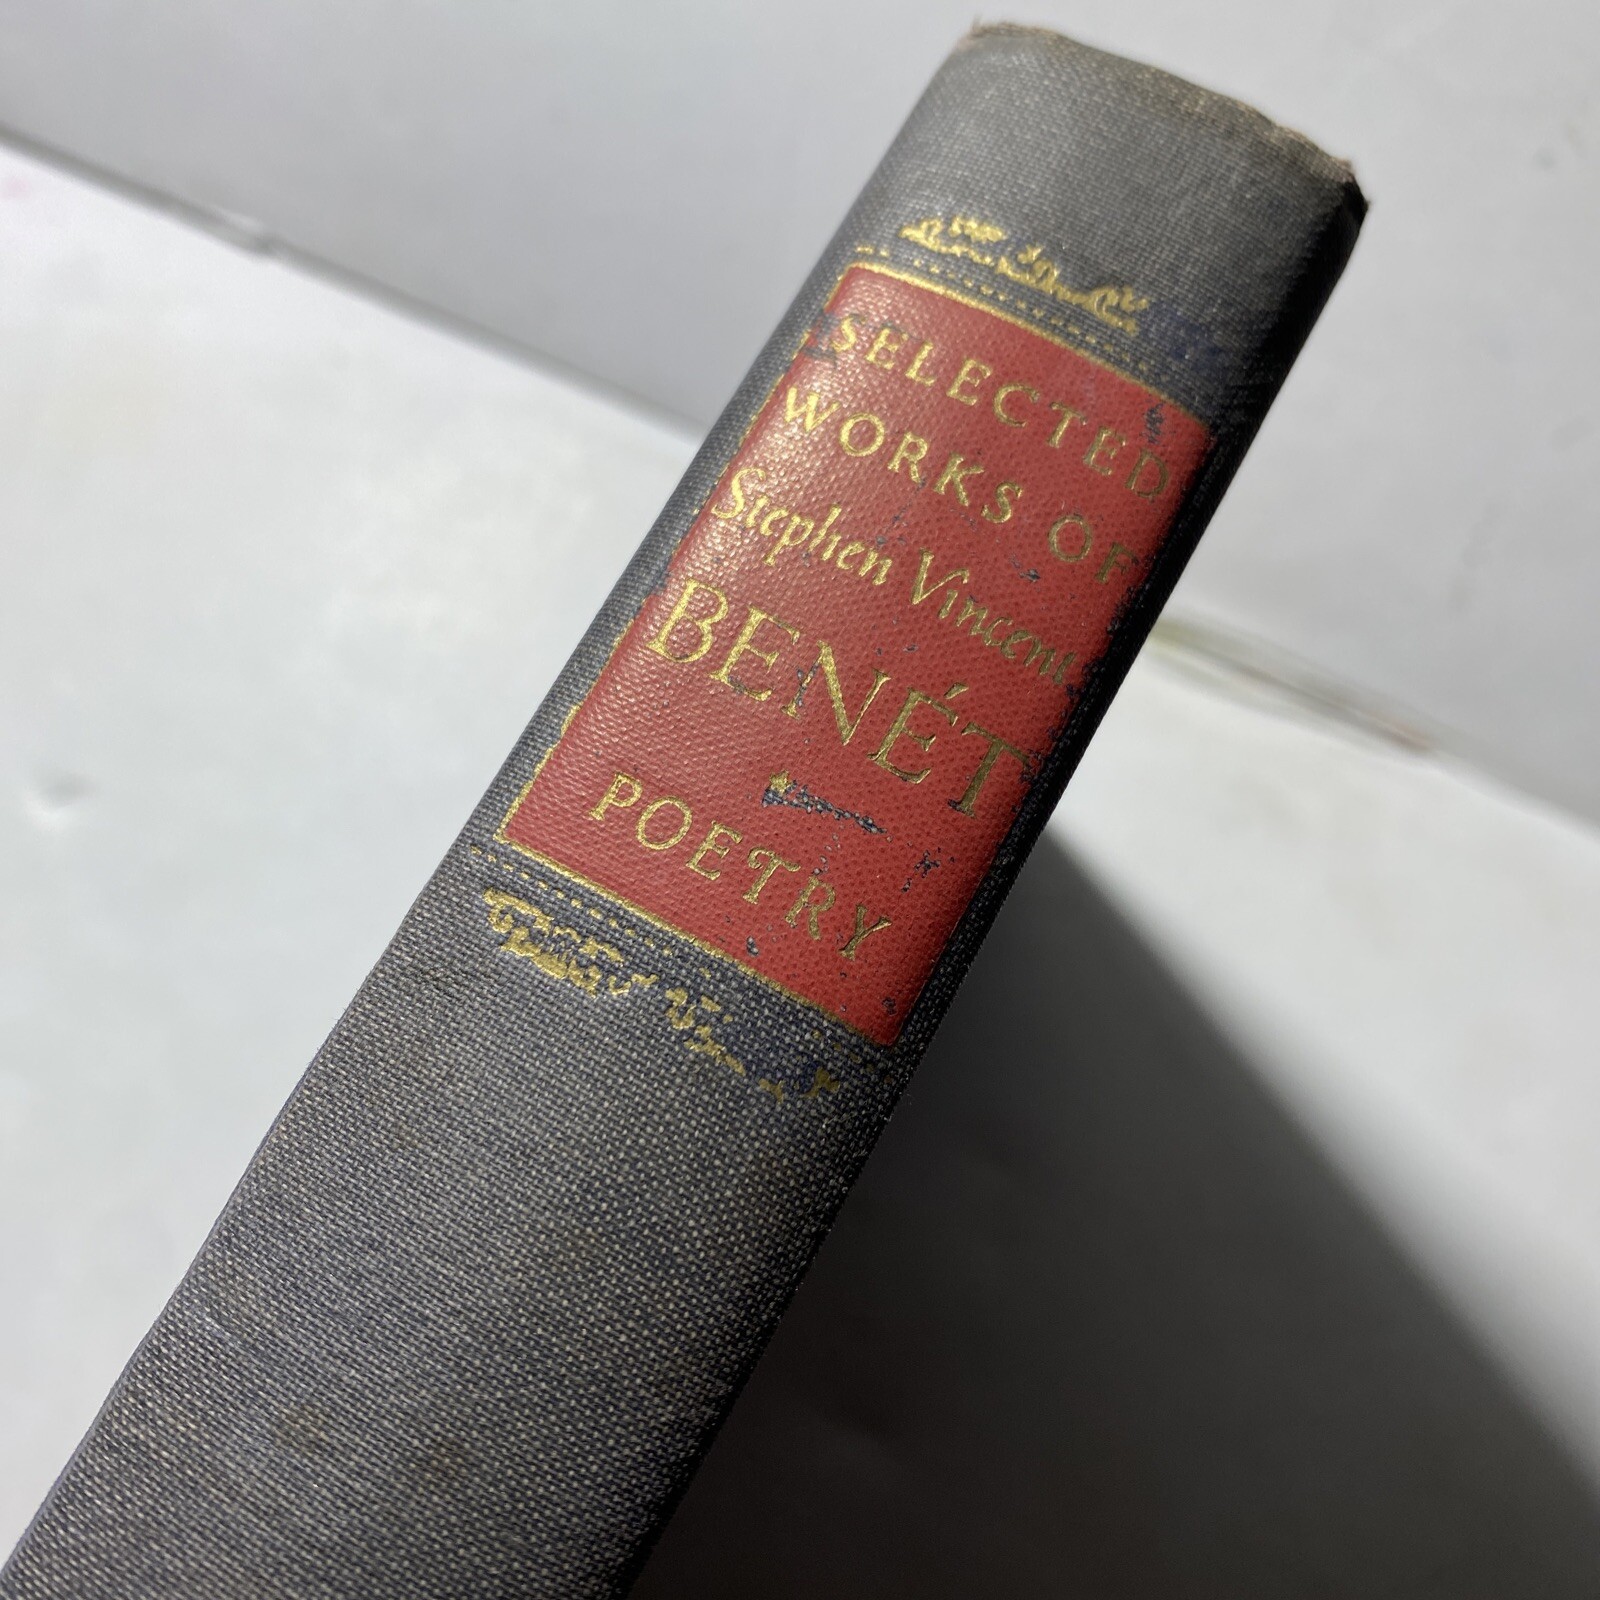 SELECTED
WORKS OF
Stephen Vincent
BENÉT
POETRY